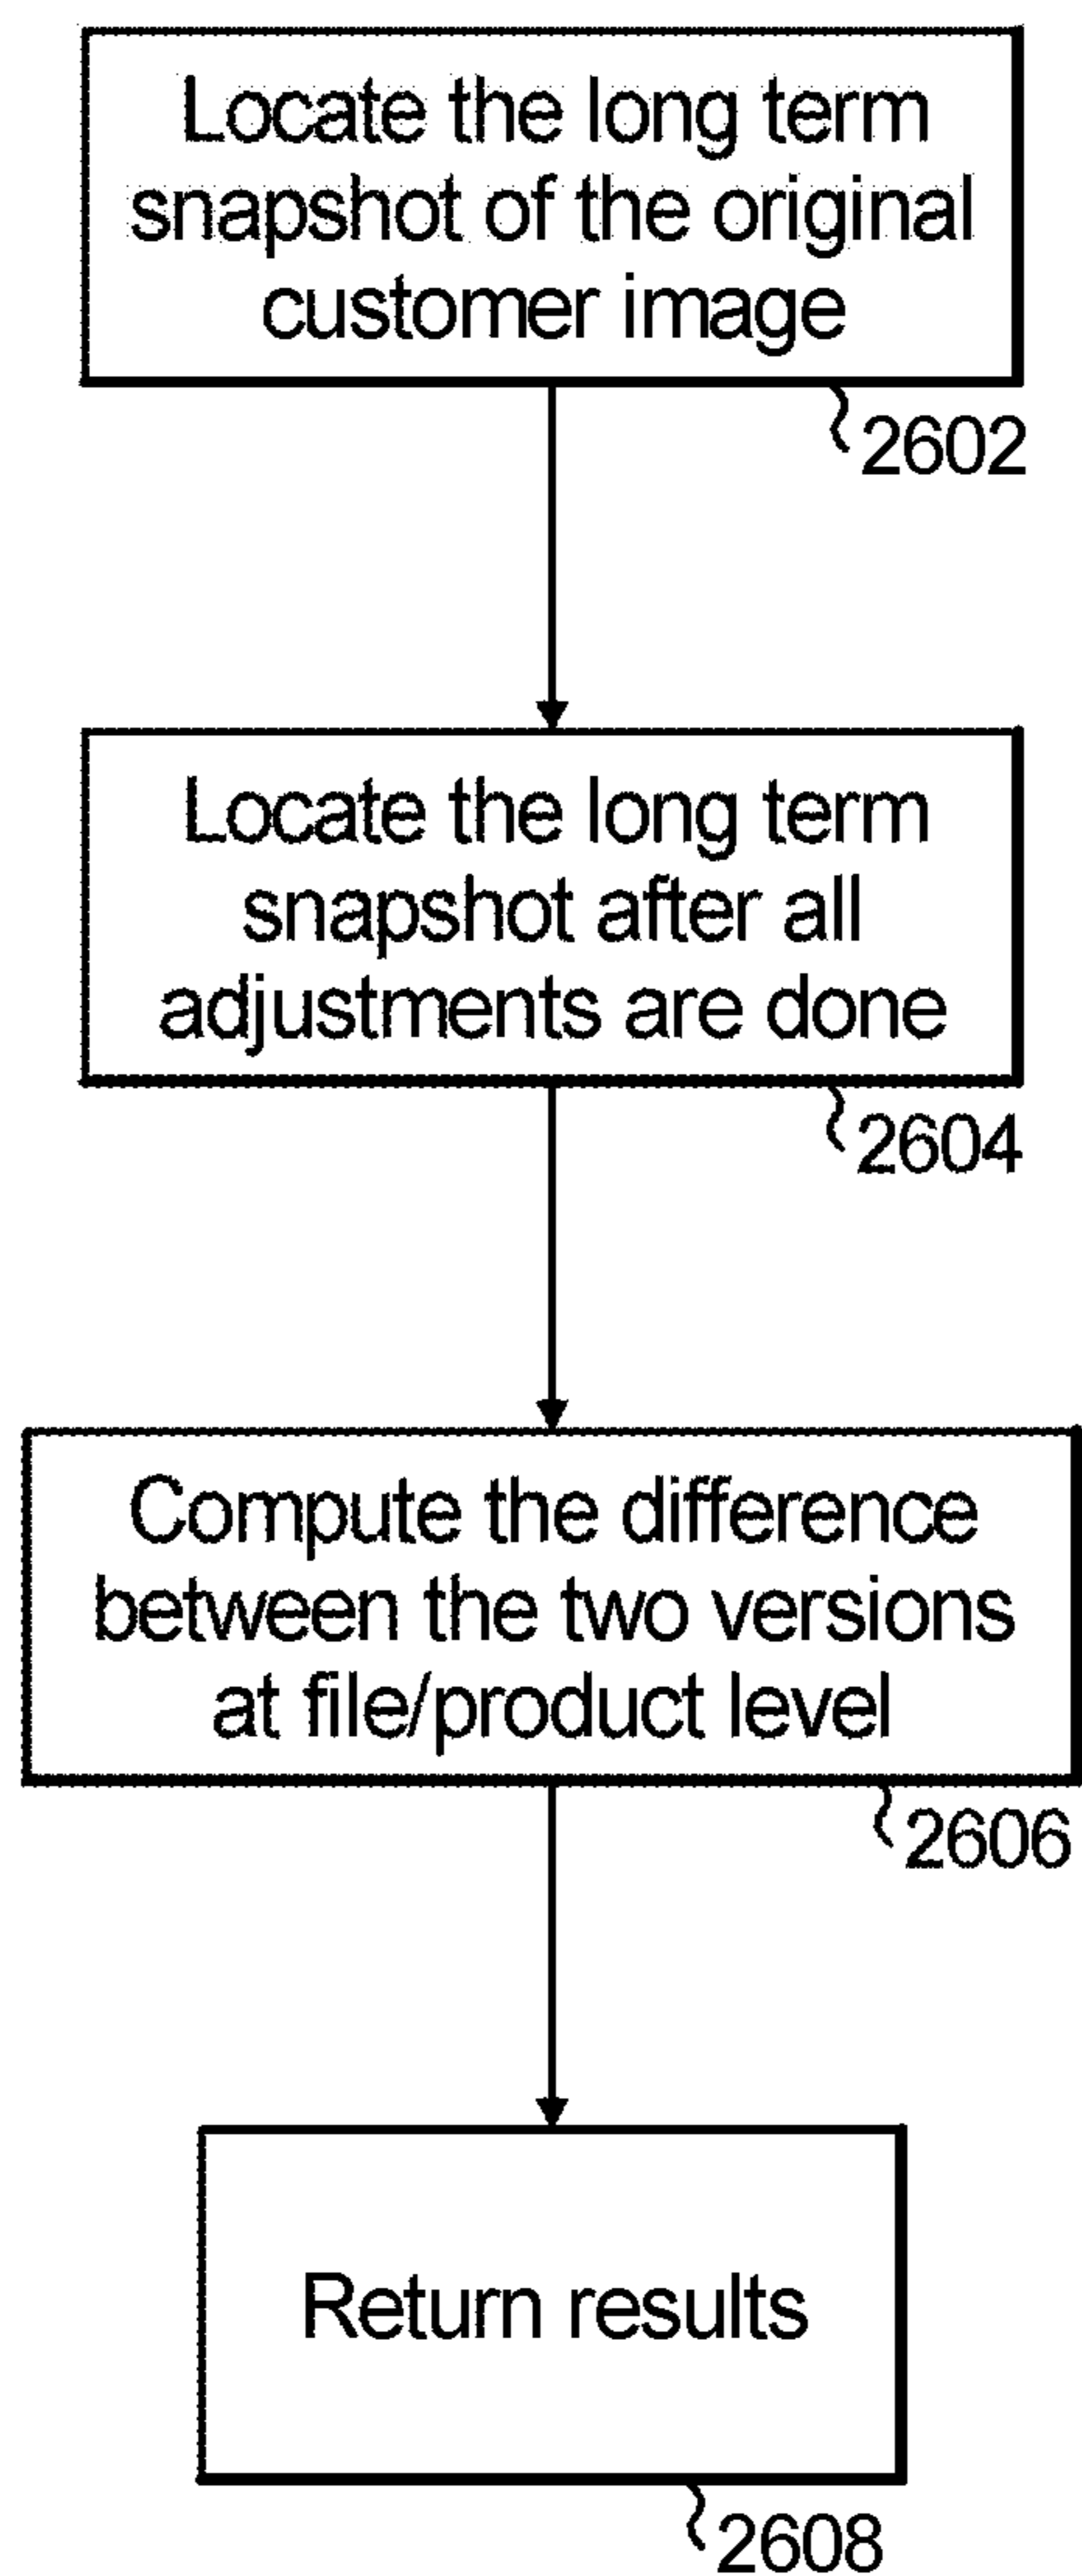 Locate the long term
snapshot of the original
customer image
2602
Locate the long term
snapshot after all
adjustments are done
2604
Compute the difference
between the two versions
at file/product level
2606
Return results
2608